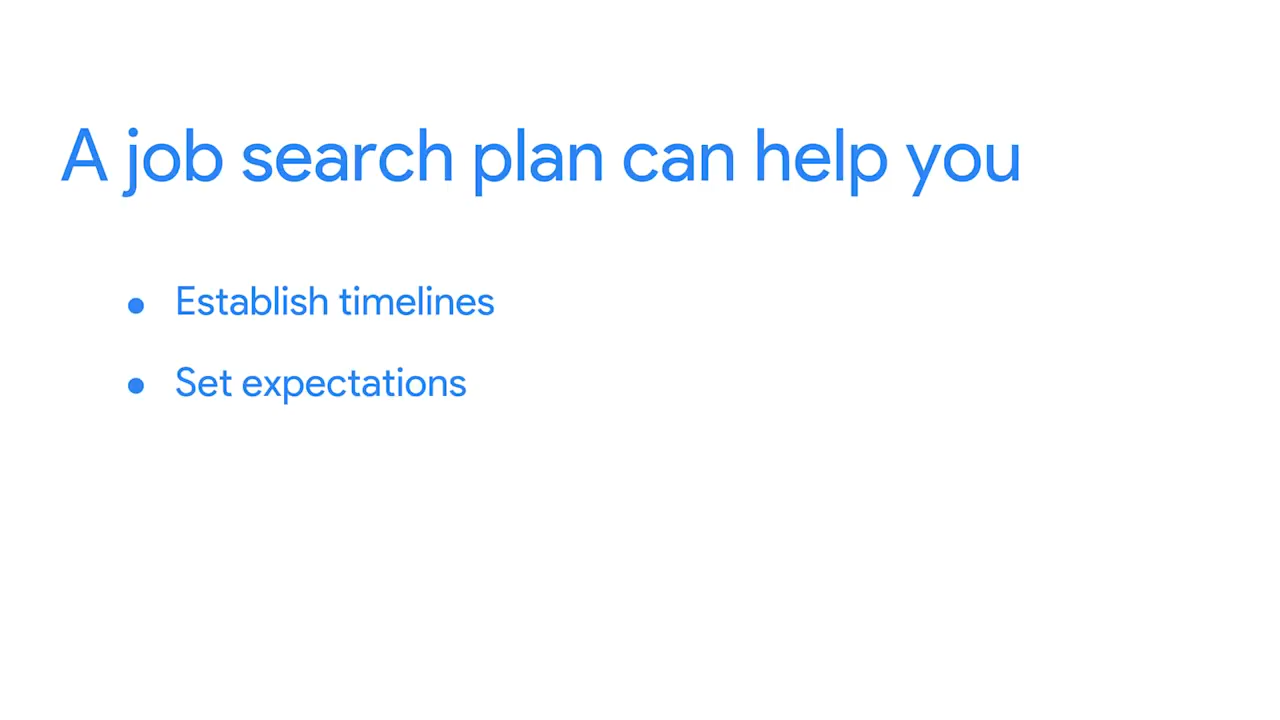 A job search plan can help you
• Establish timelines
• Set expectations